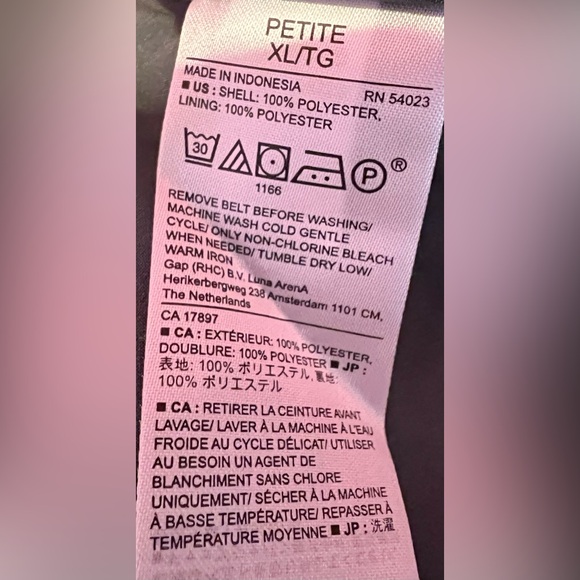 PETITE
XL/TG
MADE IN INDONESIA RN 54023
■ US : SHELL: 100% POLYESTER,
LINING: 100% POLYESTER
30 P ®
1166
REMOVE BELT BEFORE WASHING/
MACHINE WASH COLD GENTLE
CYCLE/ ONLY NON-CHLORINE BLEACH
WHEN NEEDED/ TUMBLE DRY LOW/
WARM IRON
Gap (RHC) B.V. Luna ArenA
Herikerbergweg 238 Amsterdam 1101 CM,
The Netherlands
CA 17897
■ CA : EXTÉRIEUR: 100% POLYESTER,
DOUBLURE: 100% POLYESTER ■ JP :
表地: 100% ポリエステル, 裏地:
100% ポリエステル
■ CA : RETIRER LA CEINTURE AVANT
LAVAGE/ LAVER À LA MACHINE À L'EAU
FROIDE AU CYCLE DÉLICAT/ UTILISER
AU BESOIN UN AGENT DE
BLANCHIMENT SANS CHLORE
UNIQUEMENT/ SÉCHER À LA MACHINE
À BASSE TEMPÉRATURE/ REPASSER À
TEMPÉRATURE MOYENNE ■ JP : 洗濯